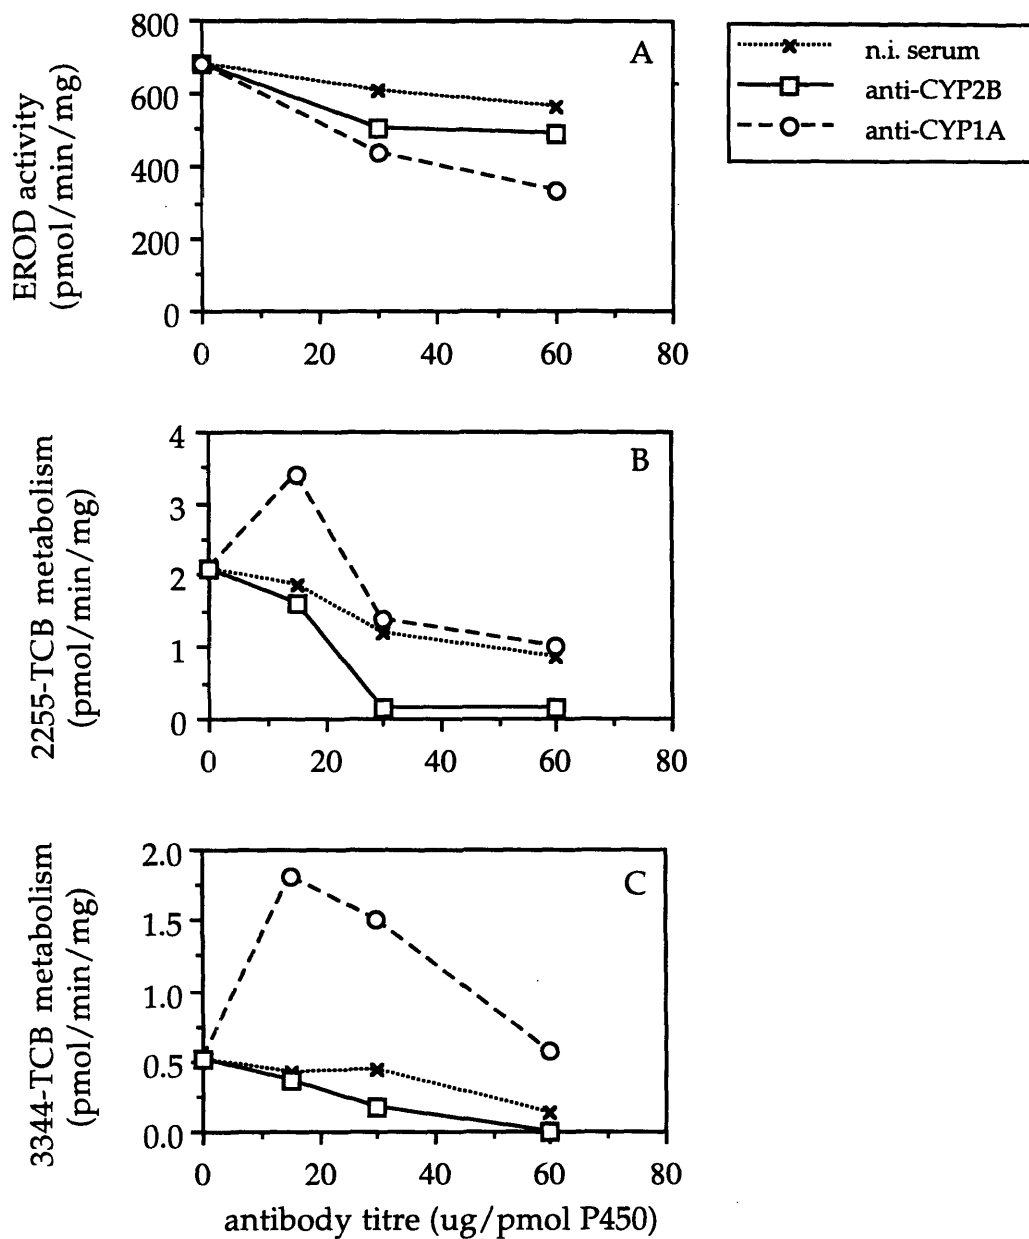 n.i. serum
anti-CYP2B
anti-CYP1A
A
EROD activity
(pmol/min/mg)
800
600
400
200
0
0 20 40 60 80
B
2255-TCB metabolism
(pmol/min/mg)
4
3
2
1
0
0 20 40 60 80
C
3344-TCB metabolism
(pmol/min/mg)
2.0
1.5
1.0
0.5
0.0
0 20 40 60 80
antibody titre (ug/pmol P450)